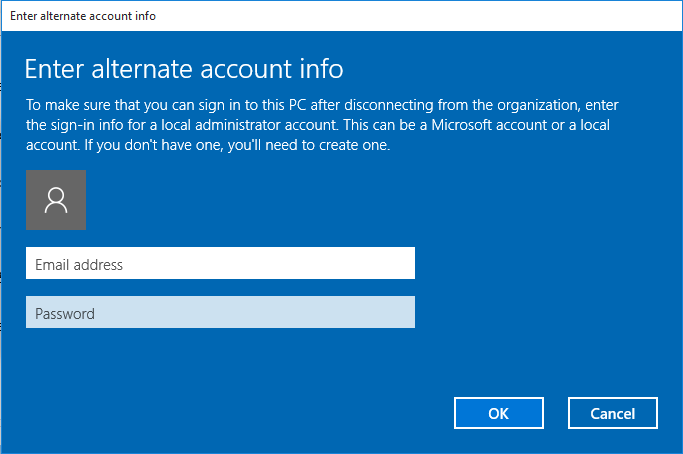 Enter alternate account info
Enter alternate account info
To make sure that you can sign in to this PC after disconnecting from the organization, enter
the sign-in info for a local administrator account. This can be a Microsoft account or a local
account. If you don't have one, you'll need to create one.
Email address
Password
OK
Cancel